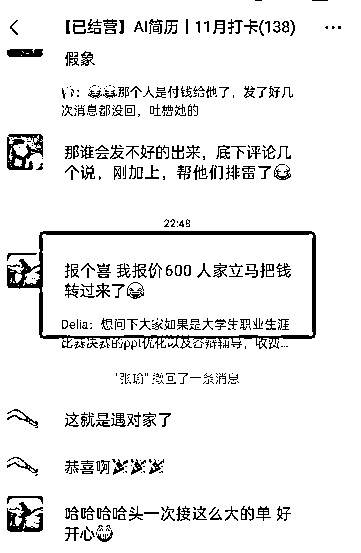 【已结营】AI简历|11月打卡(138)
假象
😂😂那个人是付钱给他了，发了好几
次消息都没回，吐槽她的
那谁会发不好的出来，底下评论几
个说，刚加上，帮他们排雷了😂
22:48
报个喜 我报价600 人家立马把钱
转过来了😂
Delia：想问下大家如果是大学生职业生涯
比赛决赛的ppt优化以及答辩辅导，收费...
"张瑜" 撤回了一条消息
这就是遇对家了
恭喜啊🎉🎉🎉
哈哈哈哈头一次接这么大的单 好
开心😁